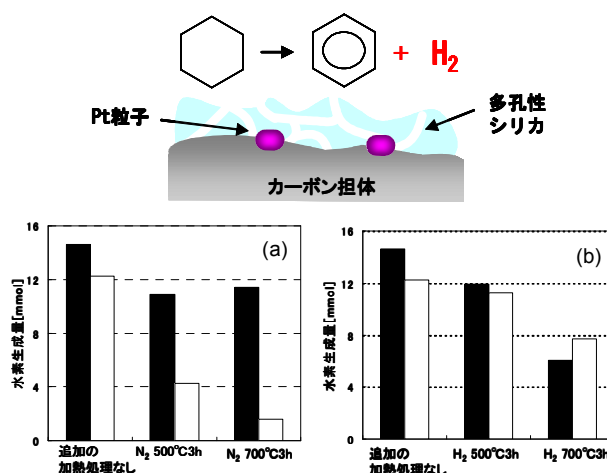 + H₂
Pt粒子
多孔性
シリカ
カーボン担体
(a)
水素生成量[mmol]
16
12
8
4
0
追加の
加熱処理なし
N₂ 500℃3h
N₂ 700℃3h
(b)
水素生成量[mmol]
16
12
8
4
0
追加の
加熱処理なし
H₂ 500℃3h
H₂ 700℃3h